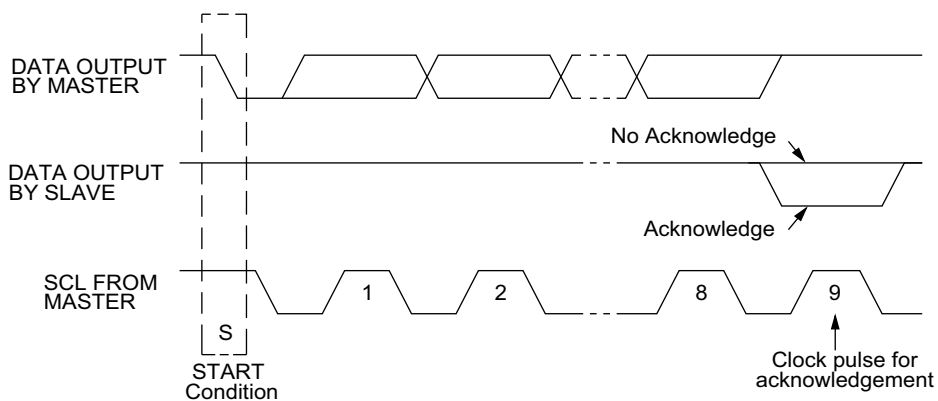 DATA OUTPUT
BY MASTER
No Acknowledge
DATA OUTPUT
BY SLAVE
Acknowledge
SCL FROM
MASTER
1
2
8
9
S
START
Condition
Clock pulse for
acknowledgement